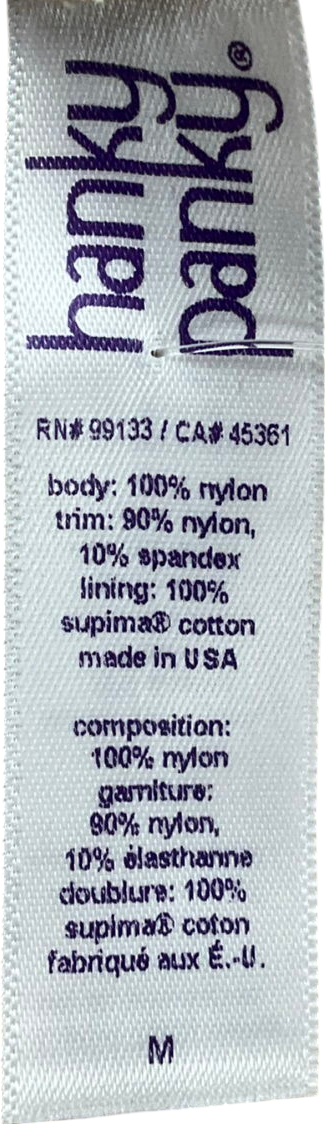 hanky
panky®
RN# 99133 / CA# 45361
body: 100% nylon
trim: 90% nylon,
10% spandex
lining: 100%
supima® cotton
made in USA
composition:
100% nylon
garniture:
90% nylon,
10% élasthanne
doublure: 100%
supima® coton
fabriqué aux É.-U.
M